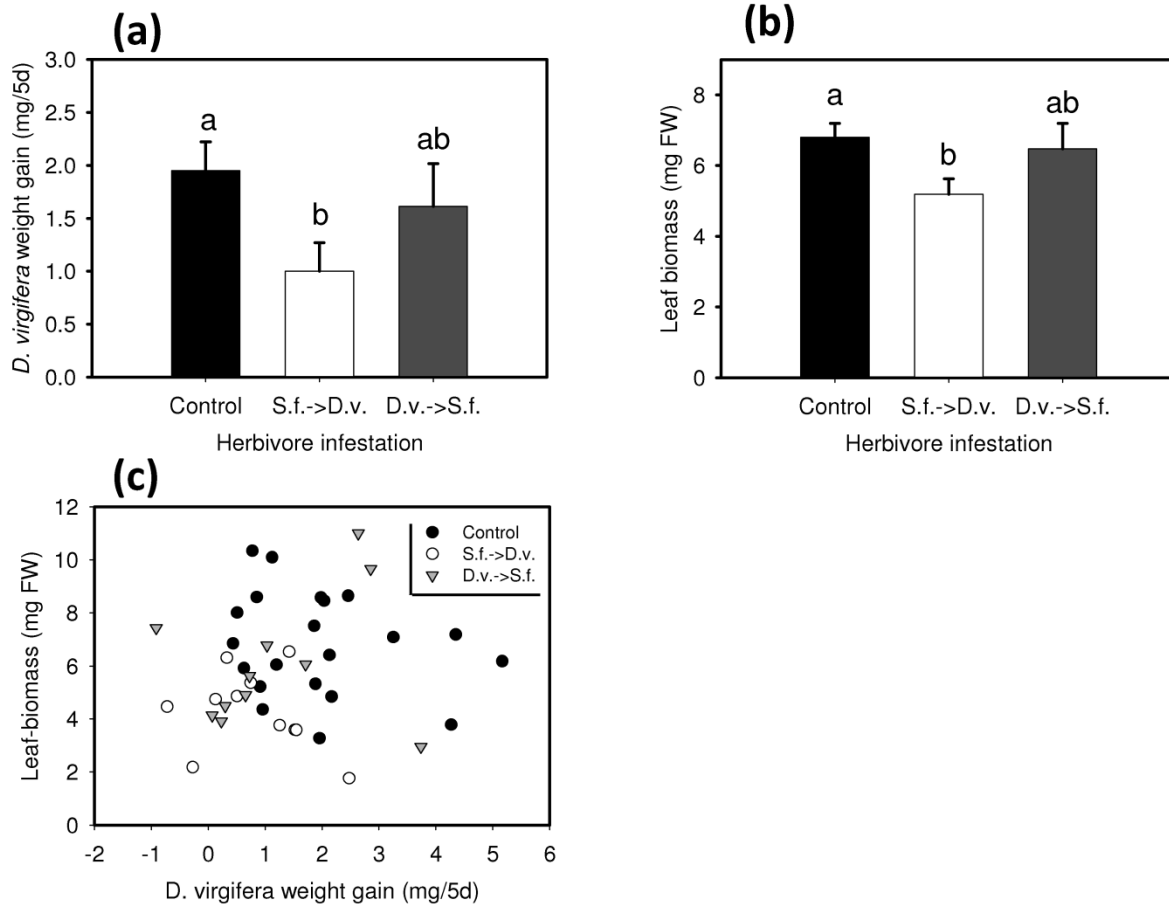 (a)
3.0
2.5
2.0
1.5
1.0
0.5
0.0
D. virgifera weight gain (mg/5d)
a
b
ab
Control S.f.->D.v. D.v.->S.f.
Herbivore infestation
(b)
8
6
4
2
0
Leaf biomass (mg FW)
a
b
ab
Control S.f.->D.v. D.v.->S.f.
Herbivore infestation
(c)
12
10
8
6
4
2
0
Leaf-biomass (mg FW)
Control
S.f.->D.v.
D.v.->S.f.
-2 -1 0 1 2 3 4 5 6
D. virgifera weight gain (mg/5d)